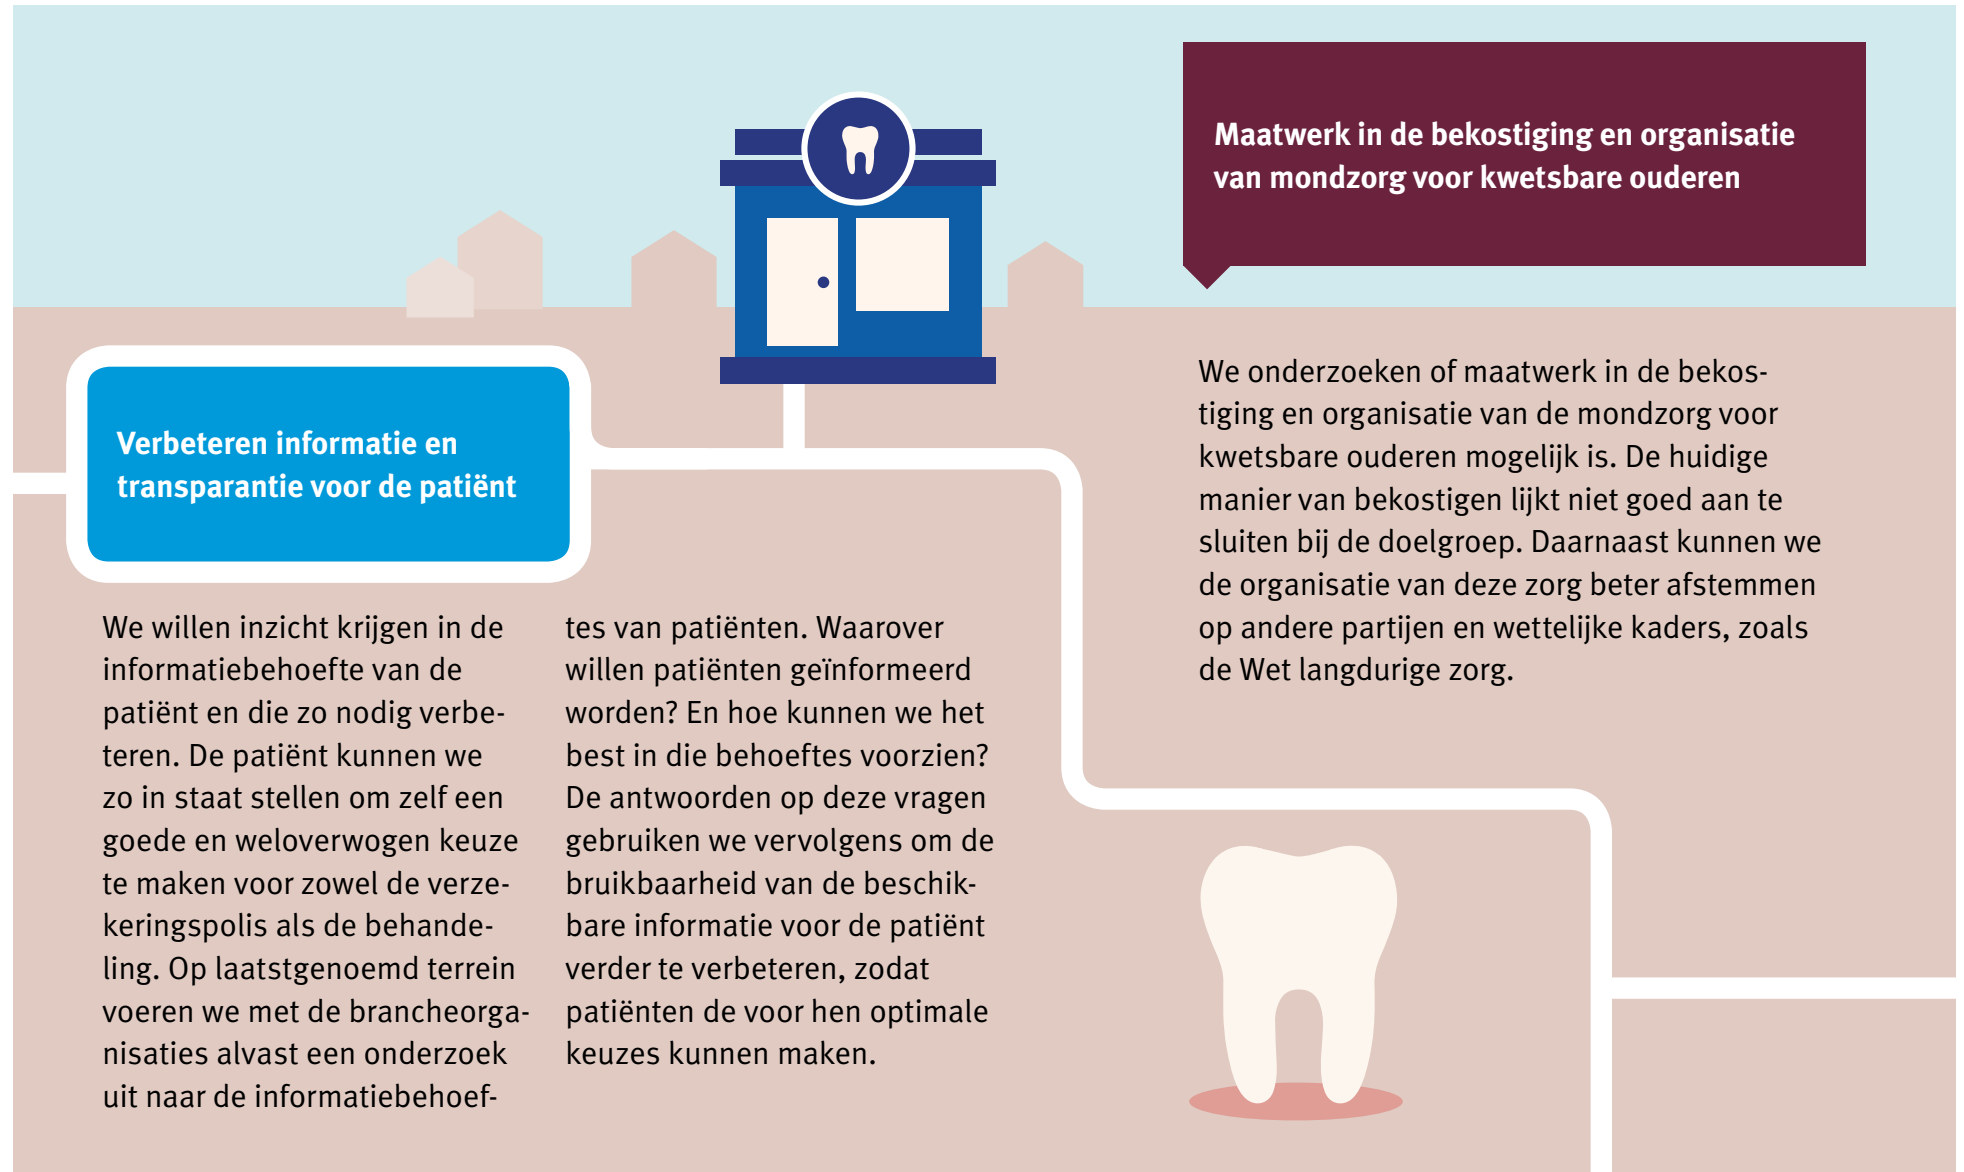 Verbeteren informatie en
transparantie voor de patiënt
We willen inzicht krijgen in de
informatiebehoefte van de
patiënt en die zo nodig verbe-
teren. De patiënt kunnen we
zo in staat stellen om zelf een
goede en weloverwogen keuze
te maken voor zowel de verze-
keringspolis als de behande-
ling. Op laatstgenoemd terrein
voeren we met de brancheorga-
nisaties alvast een onderzoek
uit naar de informatiebehoef-
tes van patiënten. Waarover
willen patiënten geïnformeerd
worden? En hoe kunnen we het
best in die behoeftes voorzien?
De antwoorden op deze vragen
gebruiken we vervolgens om de
bruikbaarheid van de beschik-
bare informatie voor de patiënt
verder te verbeteren, zodat
patiënten de voor hen optimale
keuzes kunnen maken.
Maatwerk in de bekostiging en organisatie
van mondzorg voor kwetsbare ouderen
We onderzoeken of maatwerk in de bekos-
tiging en organisatie van de mondzorg voor
kwetsbare ouderen mogelijk is. De huidige
manier van bekostigen lijkt niet goed aan te
sluiten bij de doelgroep. Daarnaast kunnen we
de organisatie van deze zorg beter afstemmen
op andere partijen en wettelijke kaders, zoals
de Wet langdurige zorg.